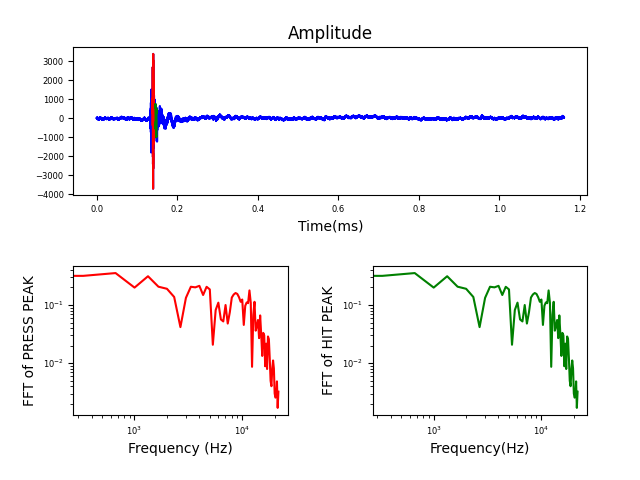 Amplitude
3000
2000
1000
0
−1000
−2000
−3000
−4000
0.0 0.2 0.4 0.6 0.8 1.0 1.2
Time(ms)
FFT of PRESS PEAK
10⁻¹
10⁻²
10³ 10⁴
Frequency (Hz)
FFT of HIT PEAK
10⁻¹
10⁻²
10³ 10⁴
Frequency(Hz)